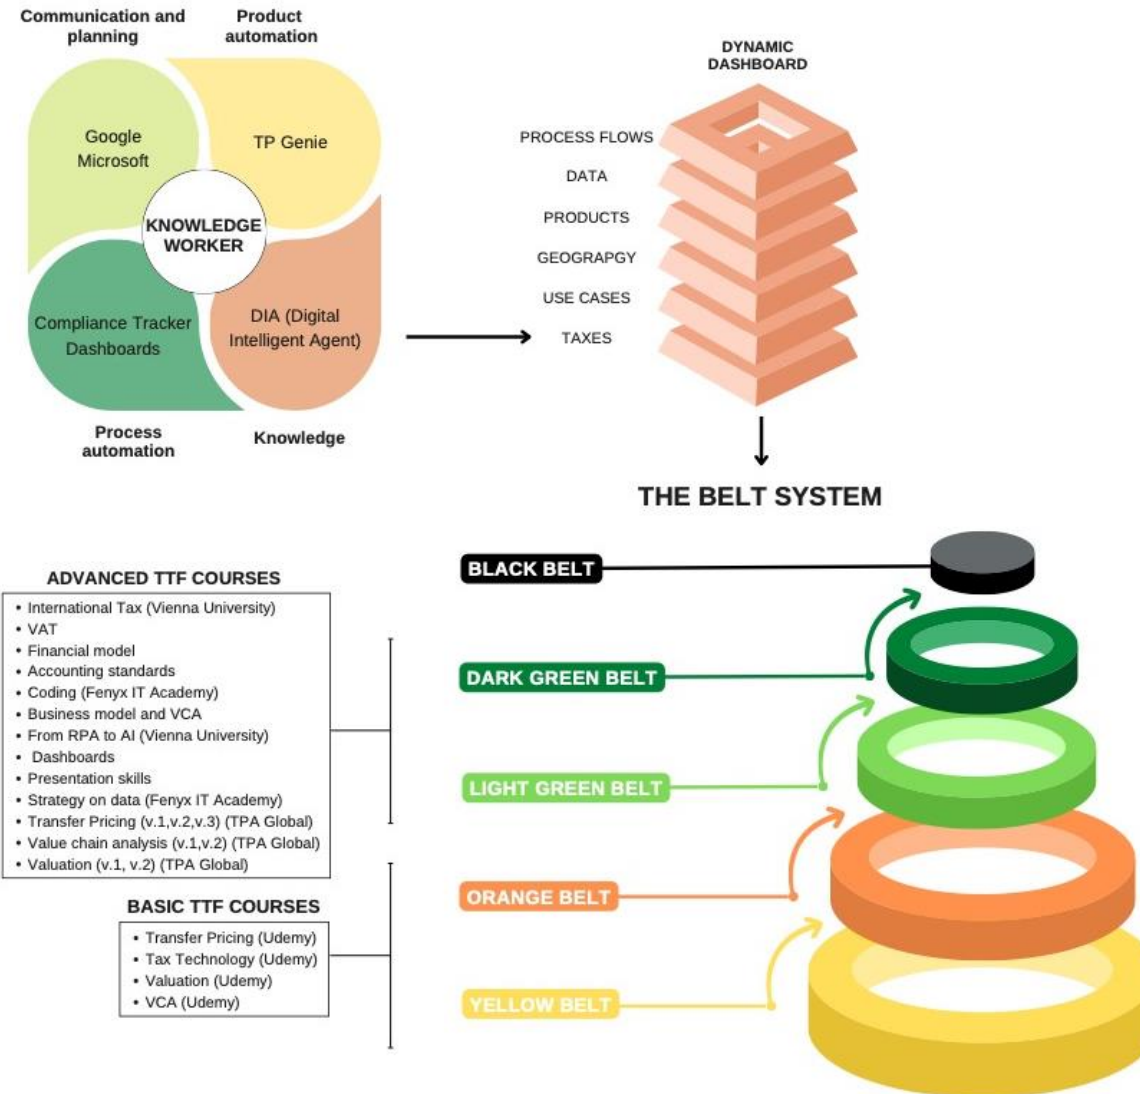 Communication and
planning
Product
automation
Google
Microsoft
TP Genie
KNOWLEDGE
WORKER
Compliance Tracker
Dashboards
DIA (Digital
Intelligent Agent)
Process
automation
Knowledge
DYNAMIC
DASHBOARD
PROCESS FLOWS
DATA
PRODUCTS
GEOGRAPGY
USE CASES
TAXES
THE BELT SYSTEM
BLACK BELT
DARK GREEN BELT
LIGHT GREEN BELT
ORANGE BELT
YELLOW BELT
ADVANCED TTF COURSES
• International Tax (Vienna University)
• VAT
• Financial model
• Accounting standards
• Coding (Fenyx IT Academy)
• Business model and VCA
• From RPA to AI (Vienna University)
• Dashboards
• Presentation skills
• Strategy on data (Fenyx IT Academy)
• Transfer Pricing (v.1,v.2,v.3) (TPA Global)
• Value chain analysis (v.1,v.2) (TPA Global)
• Valuation (v.1, v.2) (TPA Global)
BASIC TTF COURSES
• Transfer Pricing (Udemy)
• Tax Technology (Udemy)
• Valuation (Udemy)
• VCA (Udemy)